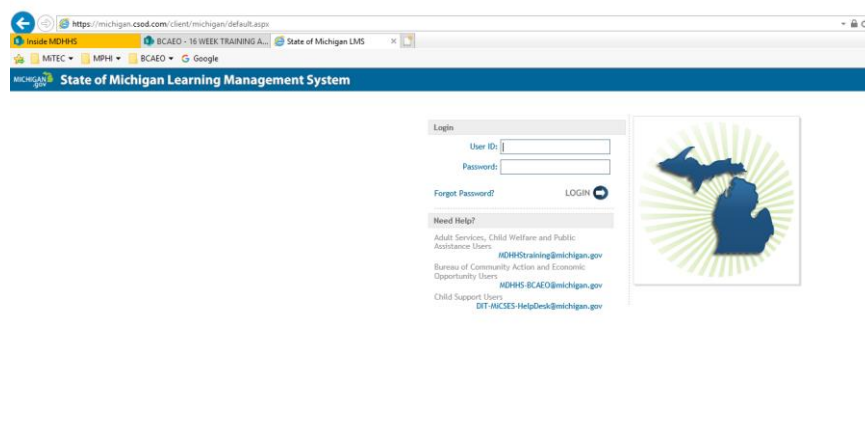 https://michigan.csod.com/client/michigan/default.aspx
Inside MDHHS
BCAEO - 16 WEEK TRAINING A...
State of Michigan LMS
MiTEC
MPHI
BCAEO
Google
MICHIGAN.gov
State of Michigan Learning Management System
Login
User ID:
Password:
Forgot Password?
LOGIN
Need Help?
Adult Services, Child Welfare and Public
Assistance Users
MDHHStraining@michigan.gov
Bureau of Community Action and Economic
Opportunity Users
MDHHS-BCAEO@michigan.gov
Child Support Users
DIT-MiCSES-HelpDesk@michigan.gov